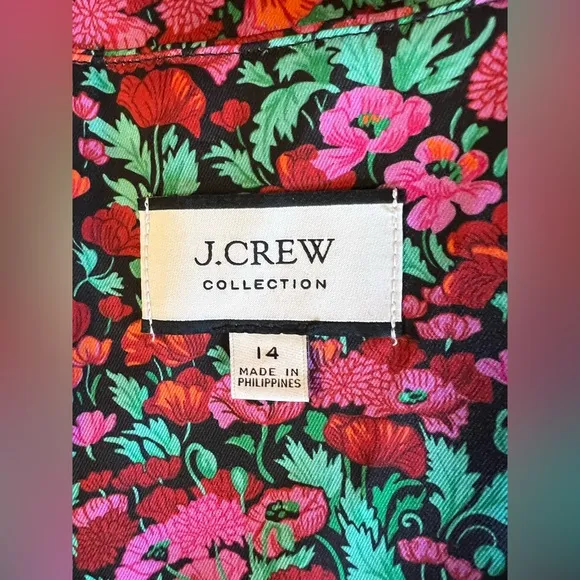 J.CREW
COLLECTION
14
MADE IN
PHILIPPINES